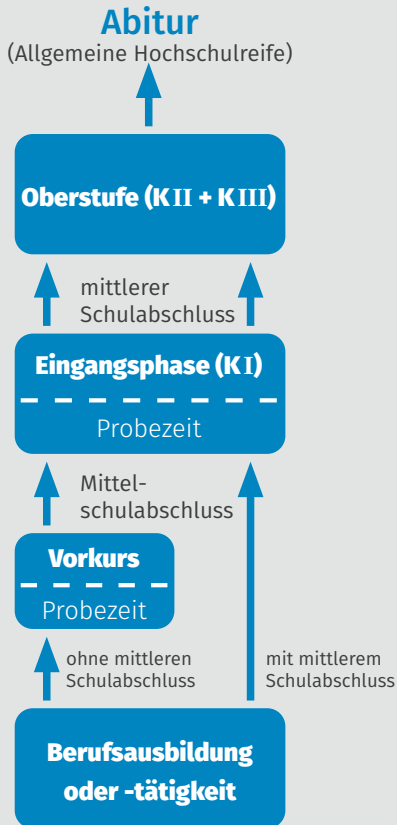 Abitur
(Allgemeine Hochschulreife)
Oberstufe (KII + KIII)
mittlerer
Schulabschluss
Eingangsphase (KI)
Probezeit
Mittel-
schulabschluss
Vorkurs
Probezeit
ohne mittleren
Schulabschluss
mit mittlerem
Schulabschluss
Berufsausbildung
oder -tätigkeit